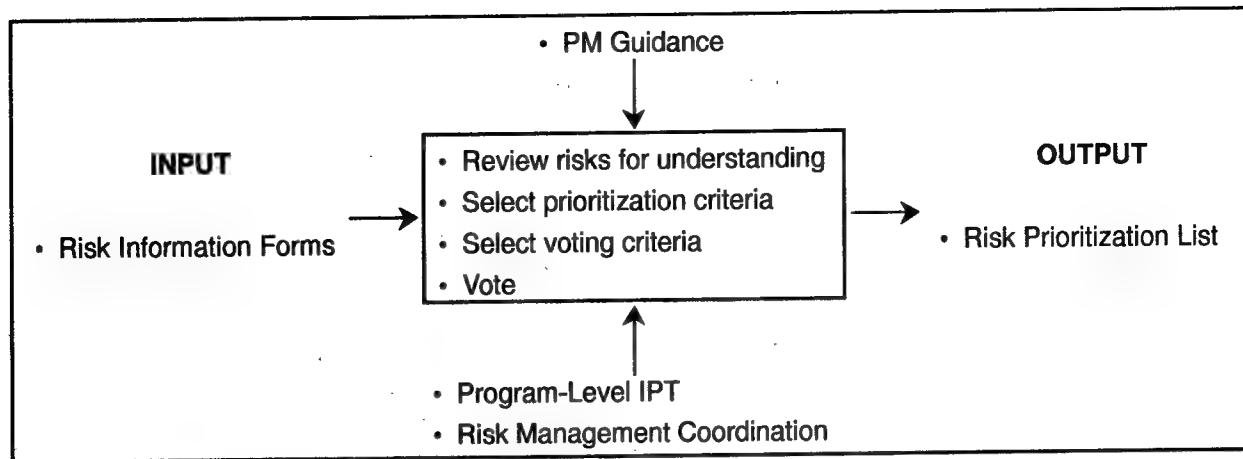 • PM Guidance
INPUT
• Risk Information Forms
• Review risks for understanding
• Select prioritization criteria
• Select voting criteria
• Vote
OUTPUT
• Risk Prioritization List
• Program-Level IPT
• Risk Management Coordination